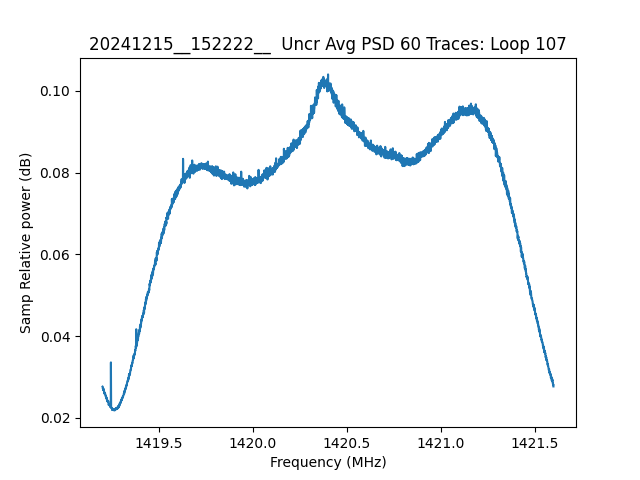 20241215__152222__ Uncr Avg PSD 60 Traces: Loop 107
0.10
0.08
0.06
0.04
0.02
Samp Relative power (dB)
1419.5 1420.0 1420.5 1421.0 1421.5
Frequency (MHz)